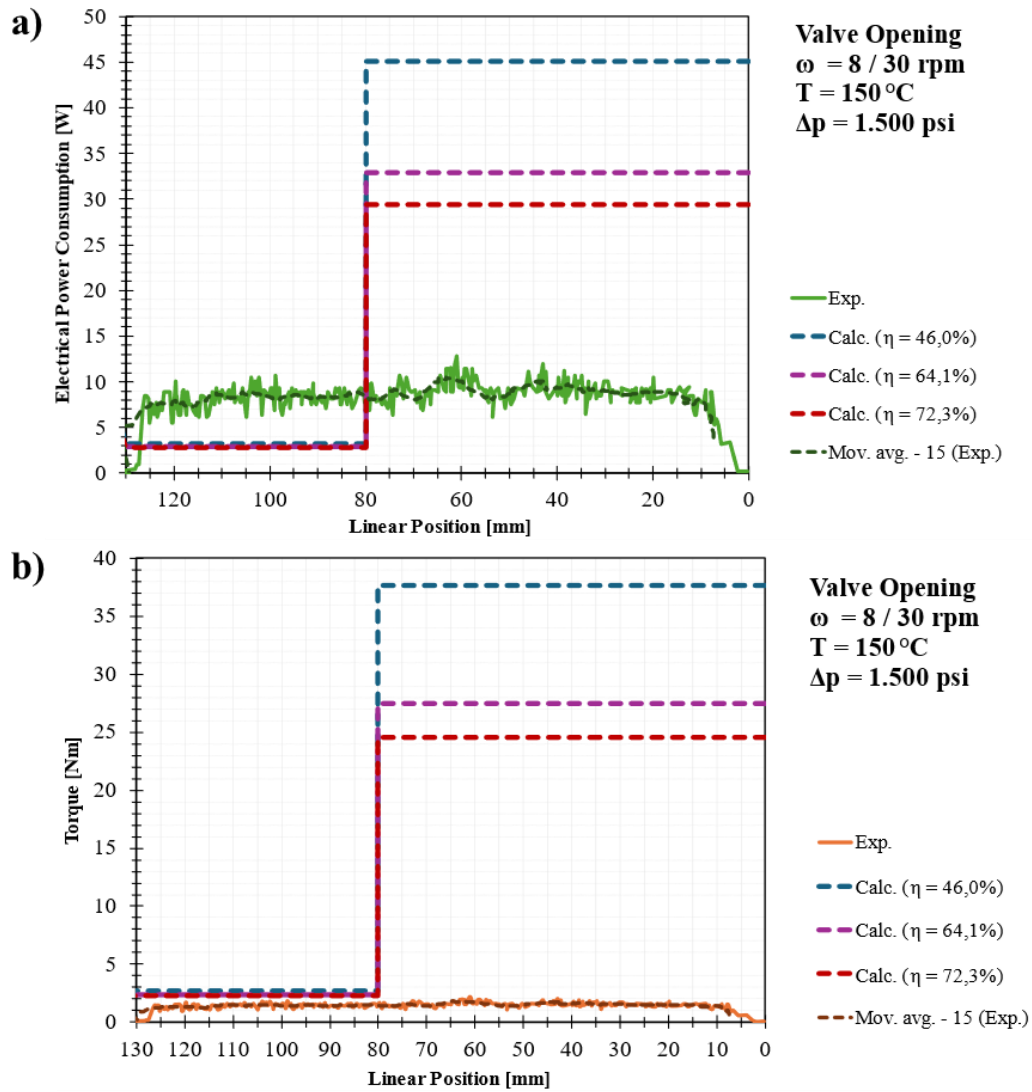 a)
50
45
40
35
30
25
20
15
10
5
0
Electrical Power Consumption [W]
120 100 80 60 40 20 0
Linear Position [mm]
Valve Opening
ω = 8 / 30 rpm
T = 150 °C
Δp = 1.500 psi
Exp.
Calc. (η = 46,0%)
Calc. (η = 64,1%)
Calc. (η = 72,3%)
Mov. avg. - 15 (Exp.)
b)
40
35
30
25
20
15
10
5
0
Torque [Nm]
130 120 110 100 90 80 70 60 50 40 30 20 10 0
Linear Position [mm]
Valve Opening
ω = 8 / 30 rpm
T = 150 °C
Δp = 1.500 psi
Exp.
Calc. (η = 46,0%)
Calc. (η = 64,1%)
Calc. (η = 72,3%)
Mov. avg. - 15 (Exp.)